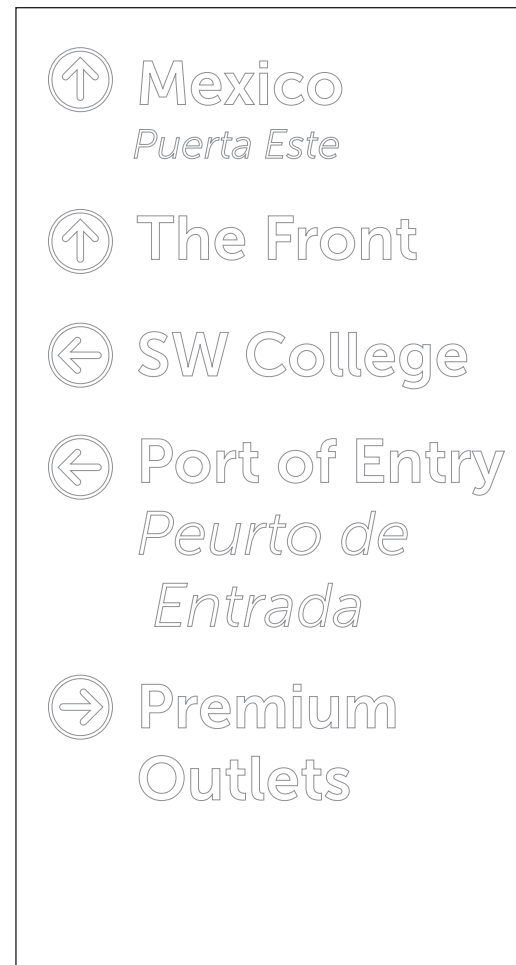 Mexico
Puerta Este
The Front
SW College
Port of Entry
Peurto de
Entrada
Premium
Outlets